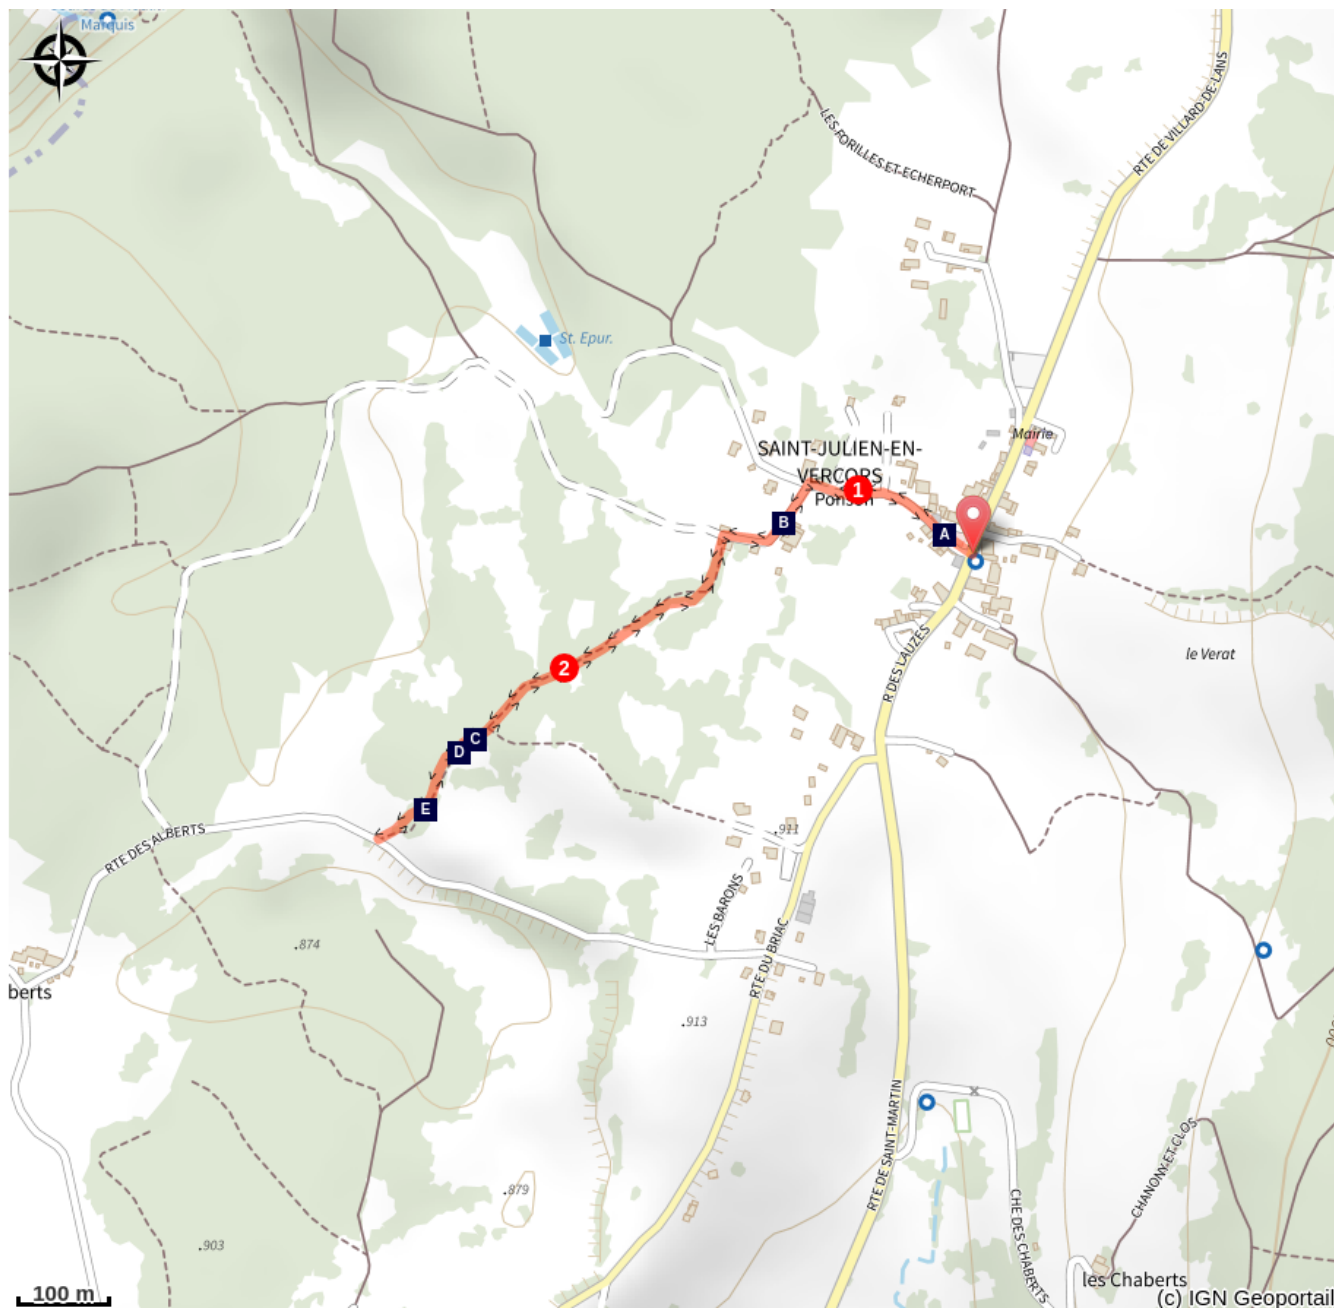 Marquis
RTE DE VILLARD-DE-LANS
LES FORILLES ET ECHERPORT
St. Epur.
Mairie
SAINT-JULIEN-EN-
VERCORS
Ponson
1
A
B
le Verat
R DES LAUZES
2
C
D
E
.911
RTE DES ALBERTS
LES BARONS
.874
RTE DU BRIAC
berts
.913
RTE DE SAINT-MARTIN
CHANONY ET CLOS
.879
CHE DES CHABERTS
.903
les Chaberts
100 m
(c) IGN Geoportail